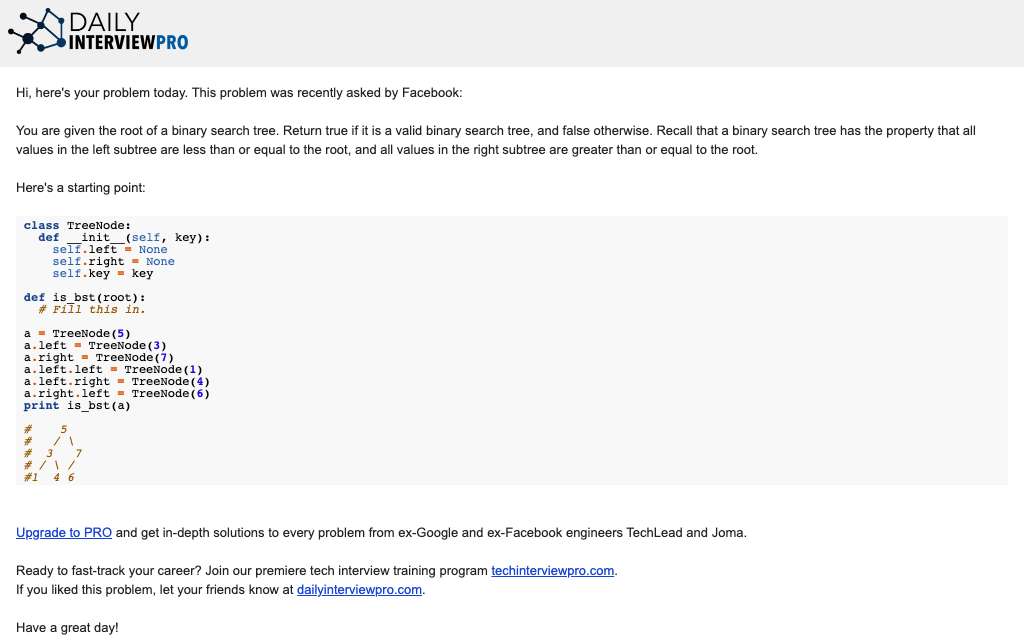 DAILY
INTERVIEWPRO
Hi, here's your problem today. This problem was recently asked by Facebook:
You are given the root of a binary search tree. Return true if it is a valid binary search tree, and false otherwise. Recall that a binary search tree has the property that all
values in the left subtree are less than or equal to the root, and all values in the right subtree are greater than or equal to the root.
Here's a starting point:
class TreeNode:
  def __init__(self, key):
    self.left = None
    self.right = None
    self.key = key
def is_bst(root):
  # Fill this in.
a = TreeNode(5)
a.left = TreeNode(3)
a.right = TreeNode(7)
a.left.left = TreeNode(1)
a.left.right = TreeNode(4)
a.right.left = TreeNode(6)
print is_bst(a)
#    5
#   / \
#  3   7
# / \ /
#1  4 6
Upgrade to PRO and get in-depth solutions to every problem from ex-Google and ex-Facebook engineers TechLead and Joma.
Ready to fast-track your career? Join our premiere tech interview training program techinterviewpro.com.
If you liked this problem, let your friends know at dailyinterviewpro.com.
Have a great day!